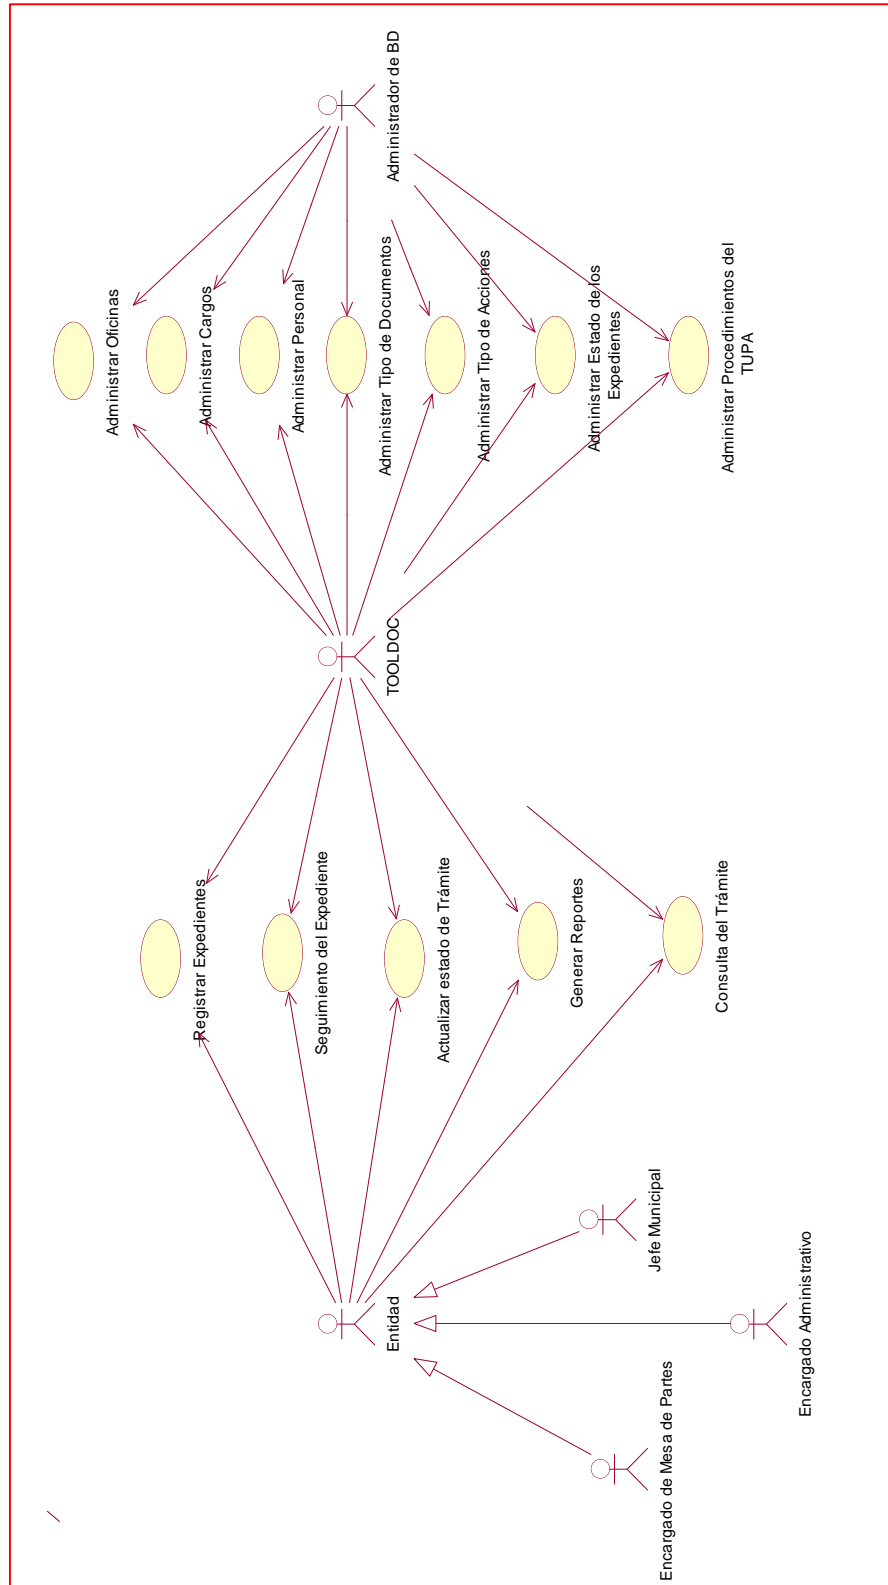 Encargado de Mesa de Partes
Encargado Administrativo
Jefe Municipal
Entidad
Registrar Expedientes
Seguimiento del Expediente
Actualizar estado de Trámite
Generar Reportes
Consulta del Trámite
TOOLDOC
Administrar Oficinas
Administrar Cargos
Administrar Personal
Administrar Tipo de Documentos
Administrar Tipo de Acciones
Administrar Estado de los
Expedientes
Administrar Procedimientos del
TUPA
Administrador de BD